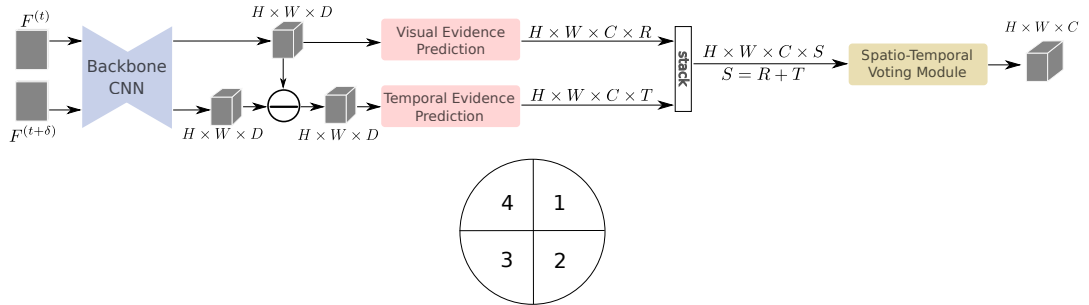 F^(t)
F^(t+δ)
Backbone
CNN
H × W × D
H × W × D
H × W × D
Visual Evidence
Prediction
Temporal Evidence
Prediction
H × W × C × R
H × W × C × T
stack
H × W × C × S
S = R + T
Spatio-Temporal
Voting Module
H × W × C
4 1
3 2